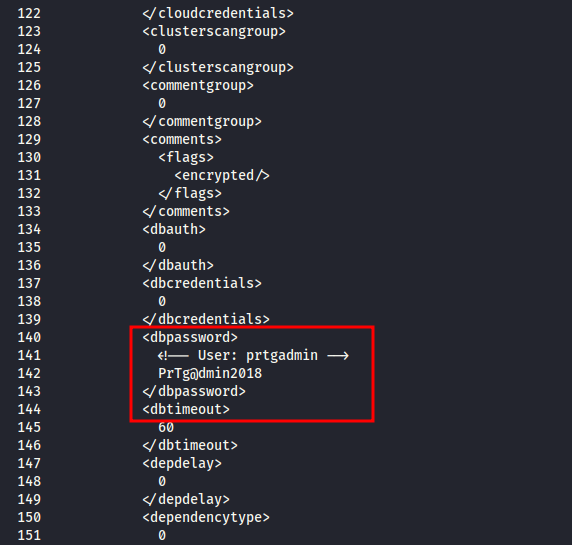 122 </cloudcredentials>
123 <clusterscangroup>
124 0
125 </clusterscangroup>
126 <commentgroup>
127 0
128 </commentgroup>
129 <comments>
130 <flags>
131 <encrypted/>
132 </flags>
133 </comments>
134 <dbauth>
135 0
136 </dbauth>
137 <dbcredentials>
138 0
139 </dbcredentials>
140 <dbpassword>
141 <!-- User: prtgadmin -->
142 PrTg@dmin2018
143 </dbpassword>
144 <dbtimeout>
145 60
146 </dbtimeout>
147 <depdelay>
148 0
149 </depdelay>
150 <dependencytype>
151 0